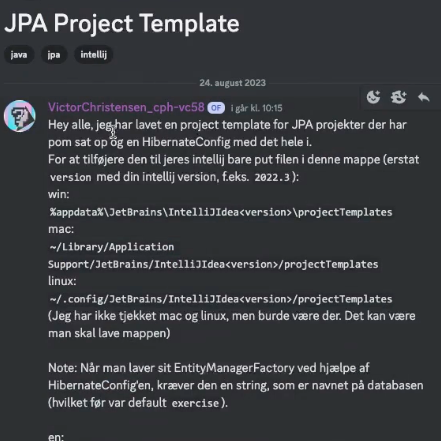 JPA Project Template
java jpa intellij
24. august 2023
VictorChristensen_cph-vc58 OF i går kl. 10:15
Hey alle, jeg har lavet en project template for JPA projekter der har
pom sat op og en HibernateConfig med det hele i.
For at tilføjere den til jeres intellij bare put filen i denne mappe (erstat
version med din intellij version, f.eks. 2022.3):
win:
%appdata%\JetBrains\IntelliJIdea<version>\projectTemplates
mac:
~/Library/Application
Support/JetBrains/IntelliJIdea<version>/projectTemplates
linux:
~/.config/JetBrains/IntelliJIdea<version>/projectTemplates
(Jeg har ikke tjekket mac og linux, men burde være der. Det kan være
man skal lave mappen)
Note: Når man laver sit EntityManagerFactory ved hjælpe af
HibernateConfig'en, kræver den en string, som er navnet på databasen
(hvilket før var default exercise).
en: